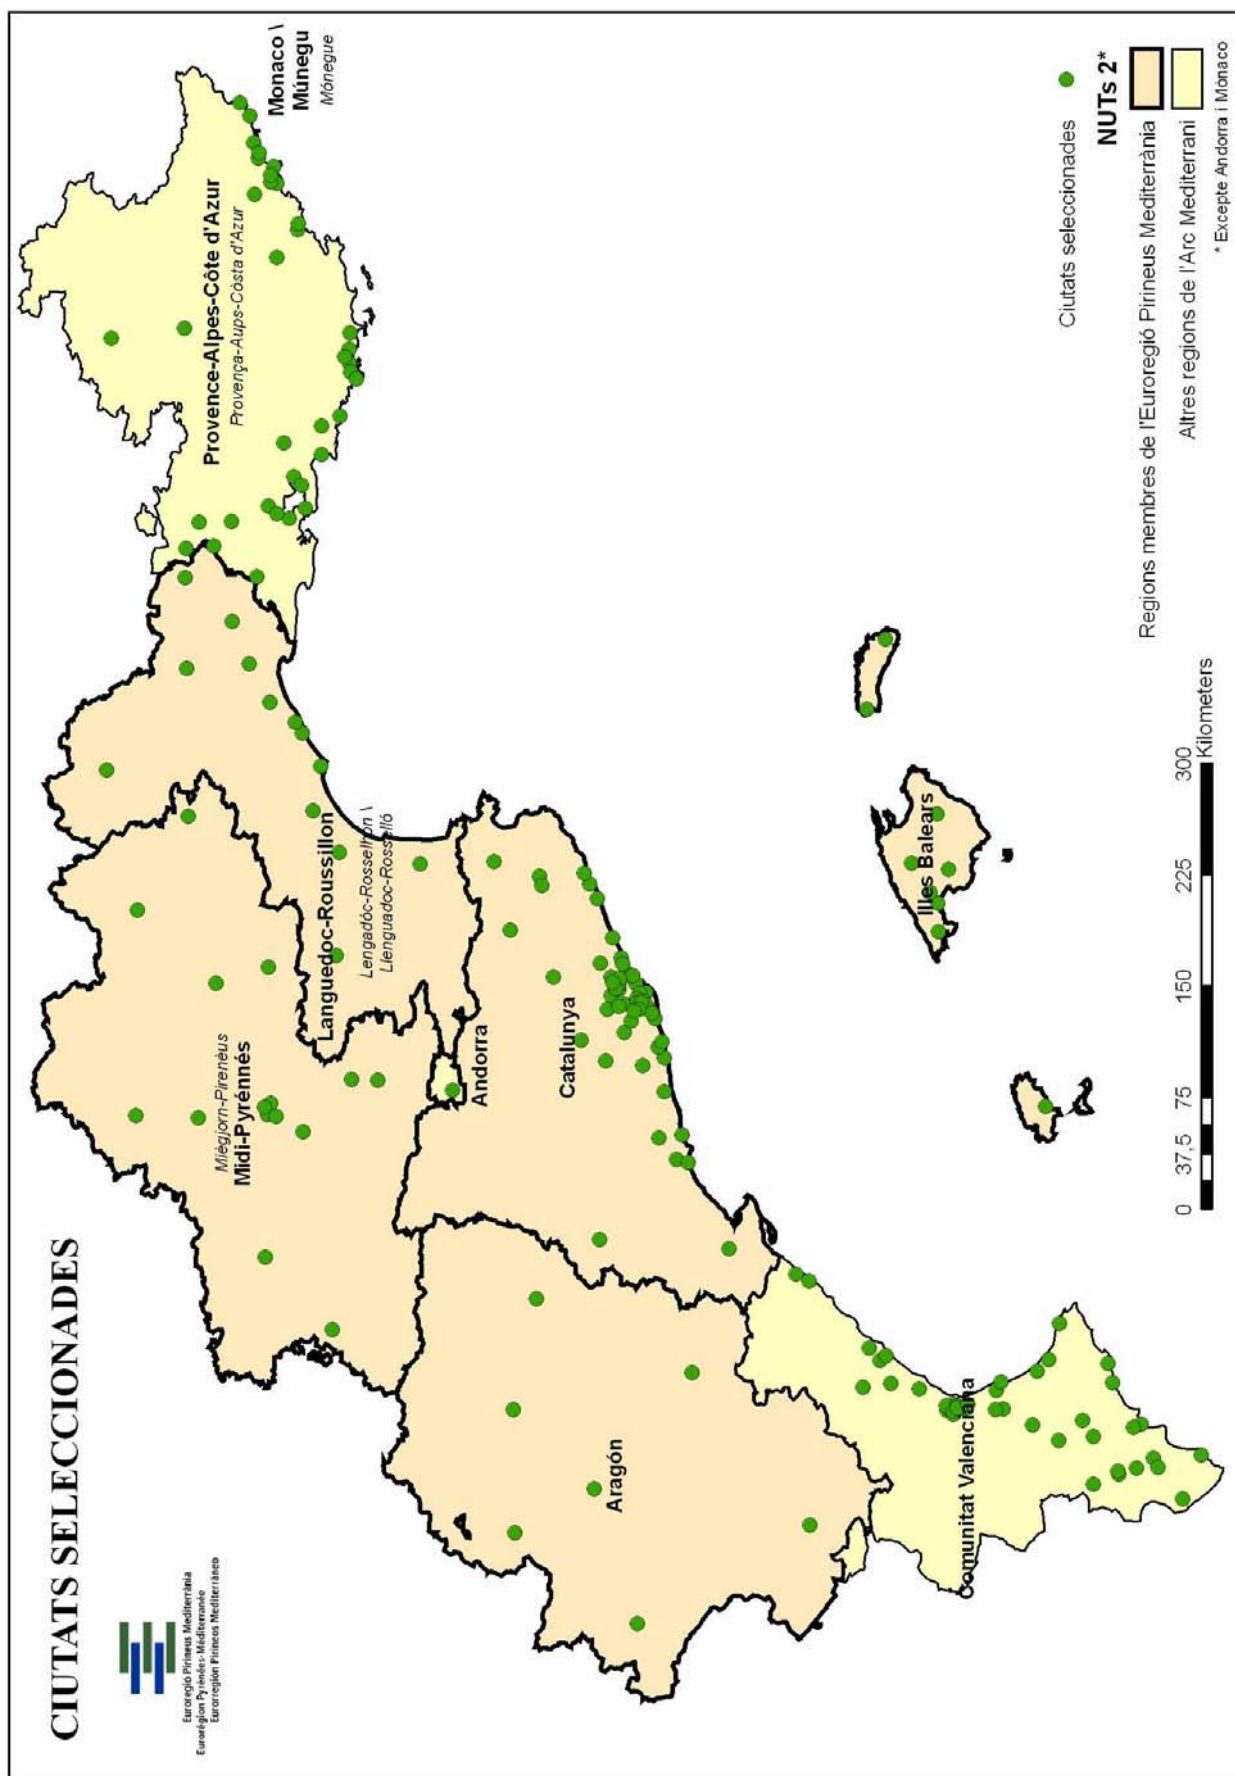 CIUTATS SELECCIONADES
Euroregió Pirineus Mediterrània
Eurorégion Pyrénées-Méditerranée
Eurorregión Pirineos Mediterráneo
Monaco \
Múnegu
Mónegue
Provence-Alpes-Côte d'Azur
Provença-Aups-Còsta d'Azur
Miègjorn-Pirenèus
Midi-Pyrénnés
Languedoc-Roussillon
Lengadòc-Rosselhon \
Llenguadoc-Rosselló
Andorra
Catalunya
Aragón
Illes Balears
Comunitat Valenciana
Ciutats seleccionades
NUTs 2*
Regions membres de l'Euroregió Pirineus Mediterrània
Altres regions de l'Arc Mediterrani
* Excepte Andorra i Mònaco
0 37,5 75 150 225 300
Kilometers